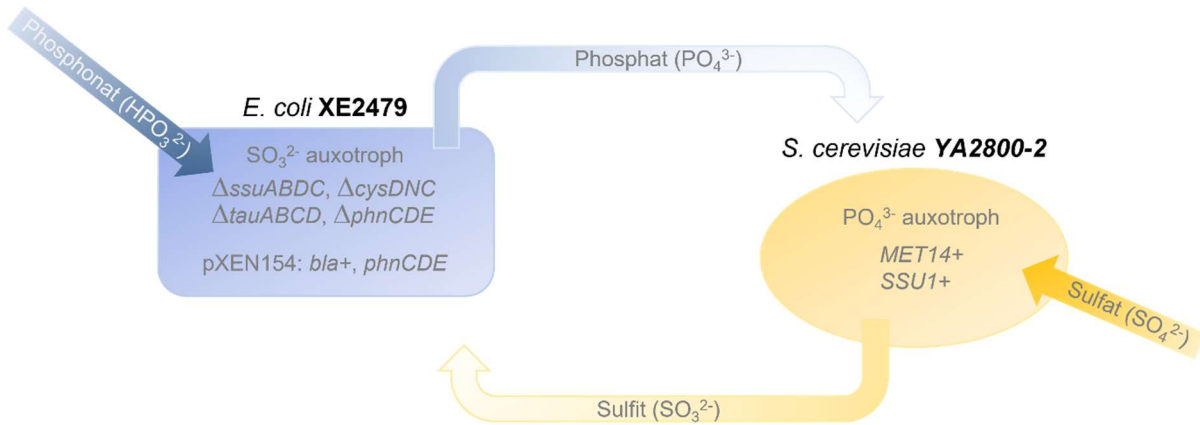 Phosphonat (HPO₃²⁻)
Phosphat (PO₄³⁻)
E. coli XE2479
SO₃²⁻ auxotroph
ΔssuABDC, ΔcysDNC
ΔtauABCD, ΔphnCDE
pXEN154: bla+, phnCDE
S. cerevisiae YA2800-2
PO₄³⁻ auxotroph
MET14+
SSU1+
Sulfat (SO₄²⁻)
Sulfit (SO₃²⁻)